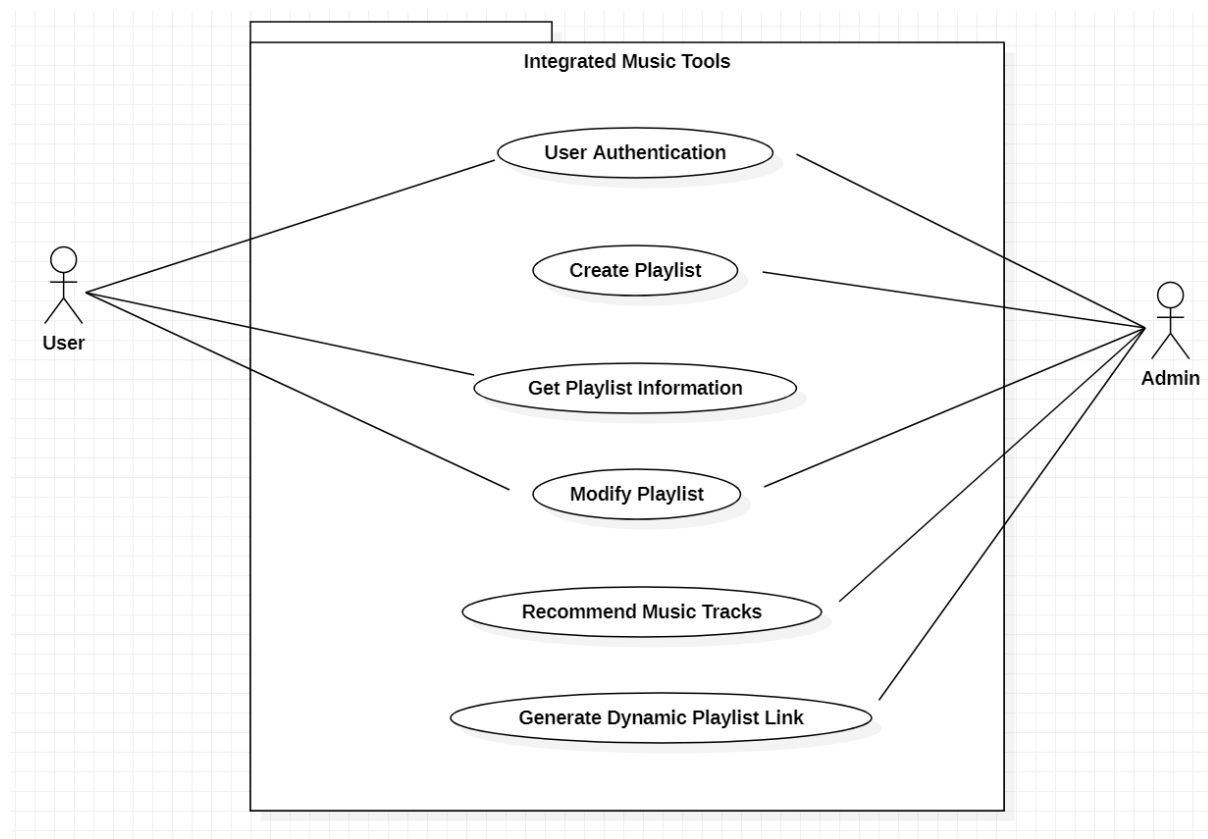 Integrated Music Tools
User Authentication
Create Playlist
User
Admin
Get Playlist Information
Modify Playlist
Recommend Music Tracks
Generate Dynamic Playlist Link